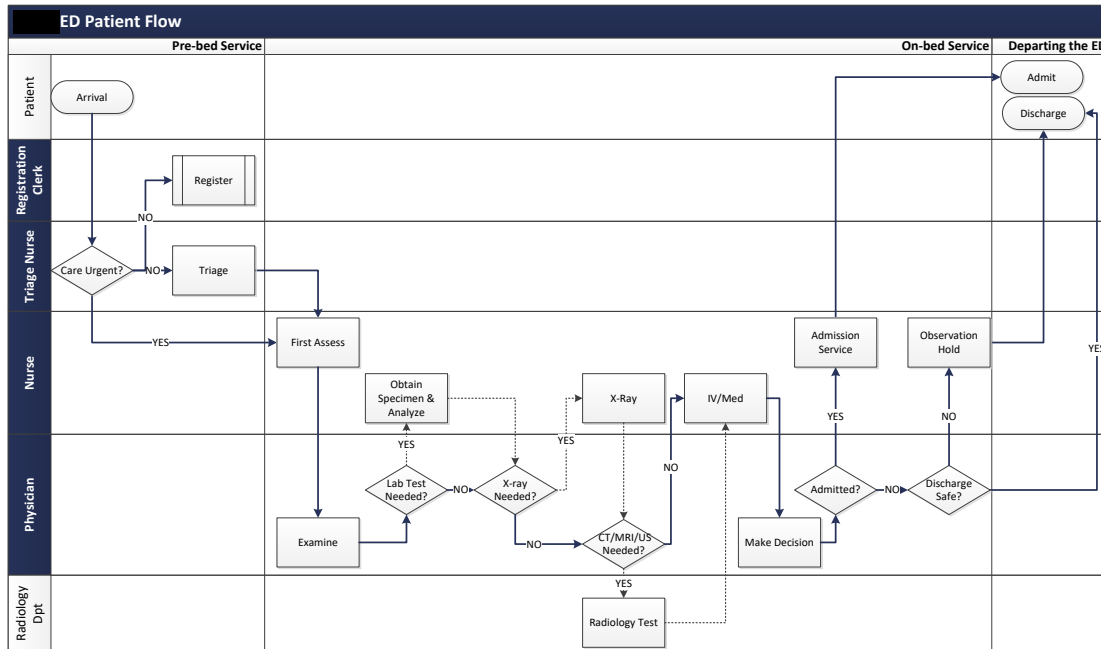 ED Patient Flow
Pre-bed Service
On-bed Service
Departing the ED
Patient
Arrival
Admit
Discharge
Registration
Clerk
Register
NO
Triage Nurse
Care Urgent?
NO
Triage
YES
Nurse
First Assess
Admission
Service
Observation
Hold
YES
Obtain
Specimen &
Analyze
X-Ray
IV/Med
YES
YES
YES
NO
NO
Physician
Lab Test
Needed?
NO
X-ray
Needed?
Admitted?
NO
Discharge
Safe?
Examine
NO
CT/MRI/US
Needed?
Make Decision
YES
Radiology
Dpt
Radiology Test